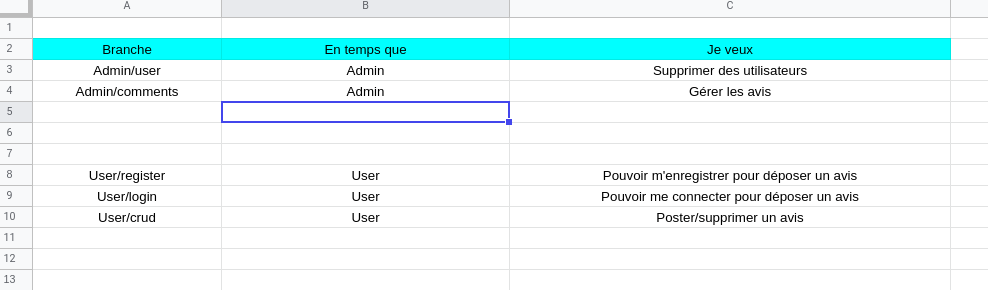 A B C
1
2 Branche En temps que Je veux
3 Admin/user Admin Supprimer des utilisateurs
4 Admin/comments Admin Gérer les avis
5
6
7
8 User/register User Pouvoir m'enregistrer pour déposer un avis
9 User/login User Pouvoir me connecter pour déposer un avis
10 User/crud User Poster/supprimer un avis
11
12
13